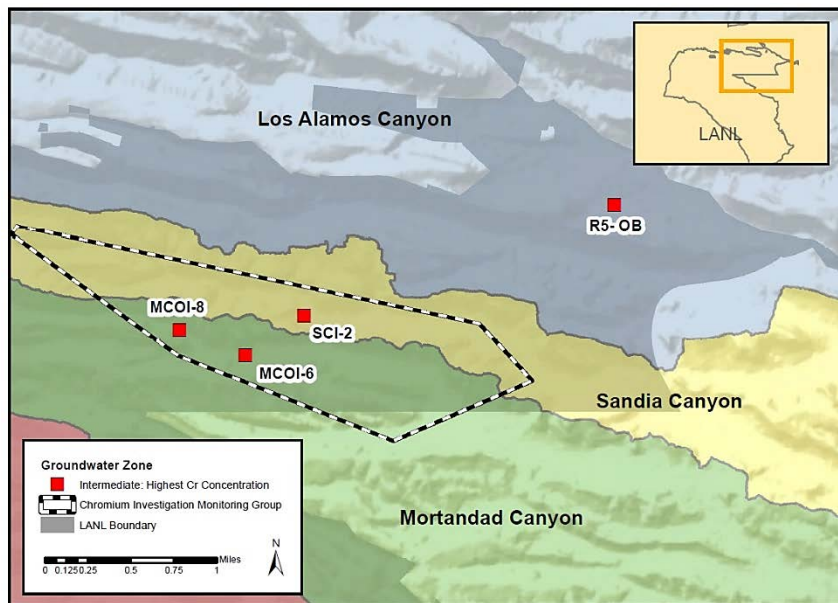 Los Alamos Canyon
LANL
R5- OB
MCOI-8
SCI-2
MCOI-6
Sandia Canyon
Mortandad Canyon
Groundwater Zone
Intermediate: Highest Cr Concentration
Chromium Investigation Monitoring Group
LANL Boundary
Miles
0 0.125 0.25 0.5 0.75 1
N